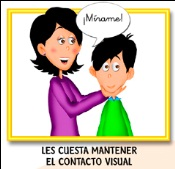 ¡Mírame!
LES CUESTA MANTENER
EL CONTACTO VISUAL